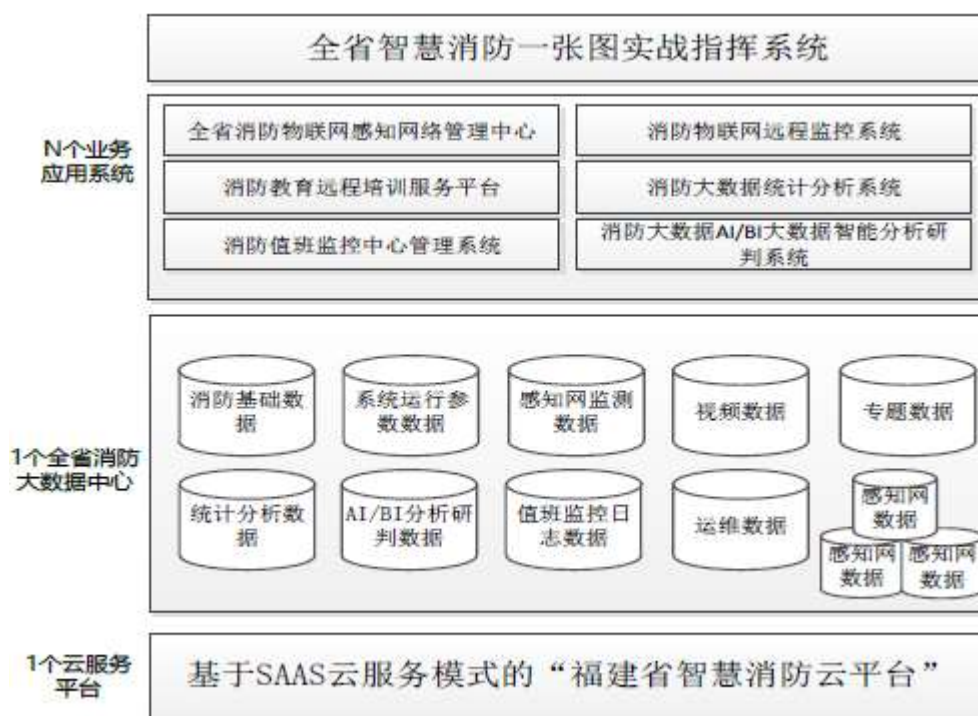 全省智慧消防一张图实战指挥系统
N个业务
应用系统
全省消防物联网感知网络管理中心
消防物联网远程监控系统
消防教育远程培训服务平台
消防大数据统计分析系统
消防值班监控中心管理系统
消防大数据AI/BI大数据智能分析研
判系统
1个全省消防
大数据中心
消防基础数
据
系统运行参
数数据
感知网监测
数据
视频数据
专题数据
统计分析数
据
AI/BI分析研
判数据
值班监控日
志数据
运维数据
感知网
数据
感知网
数据
感知网
数据
1个云服务
平台
基于SAAS云服务模式的“福建省智慧消防云平台”